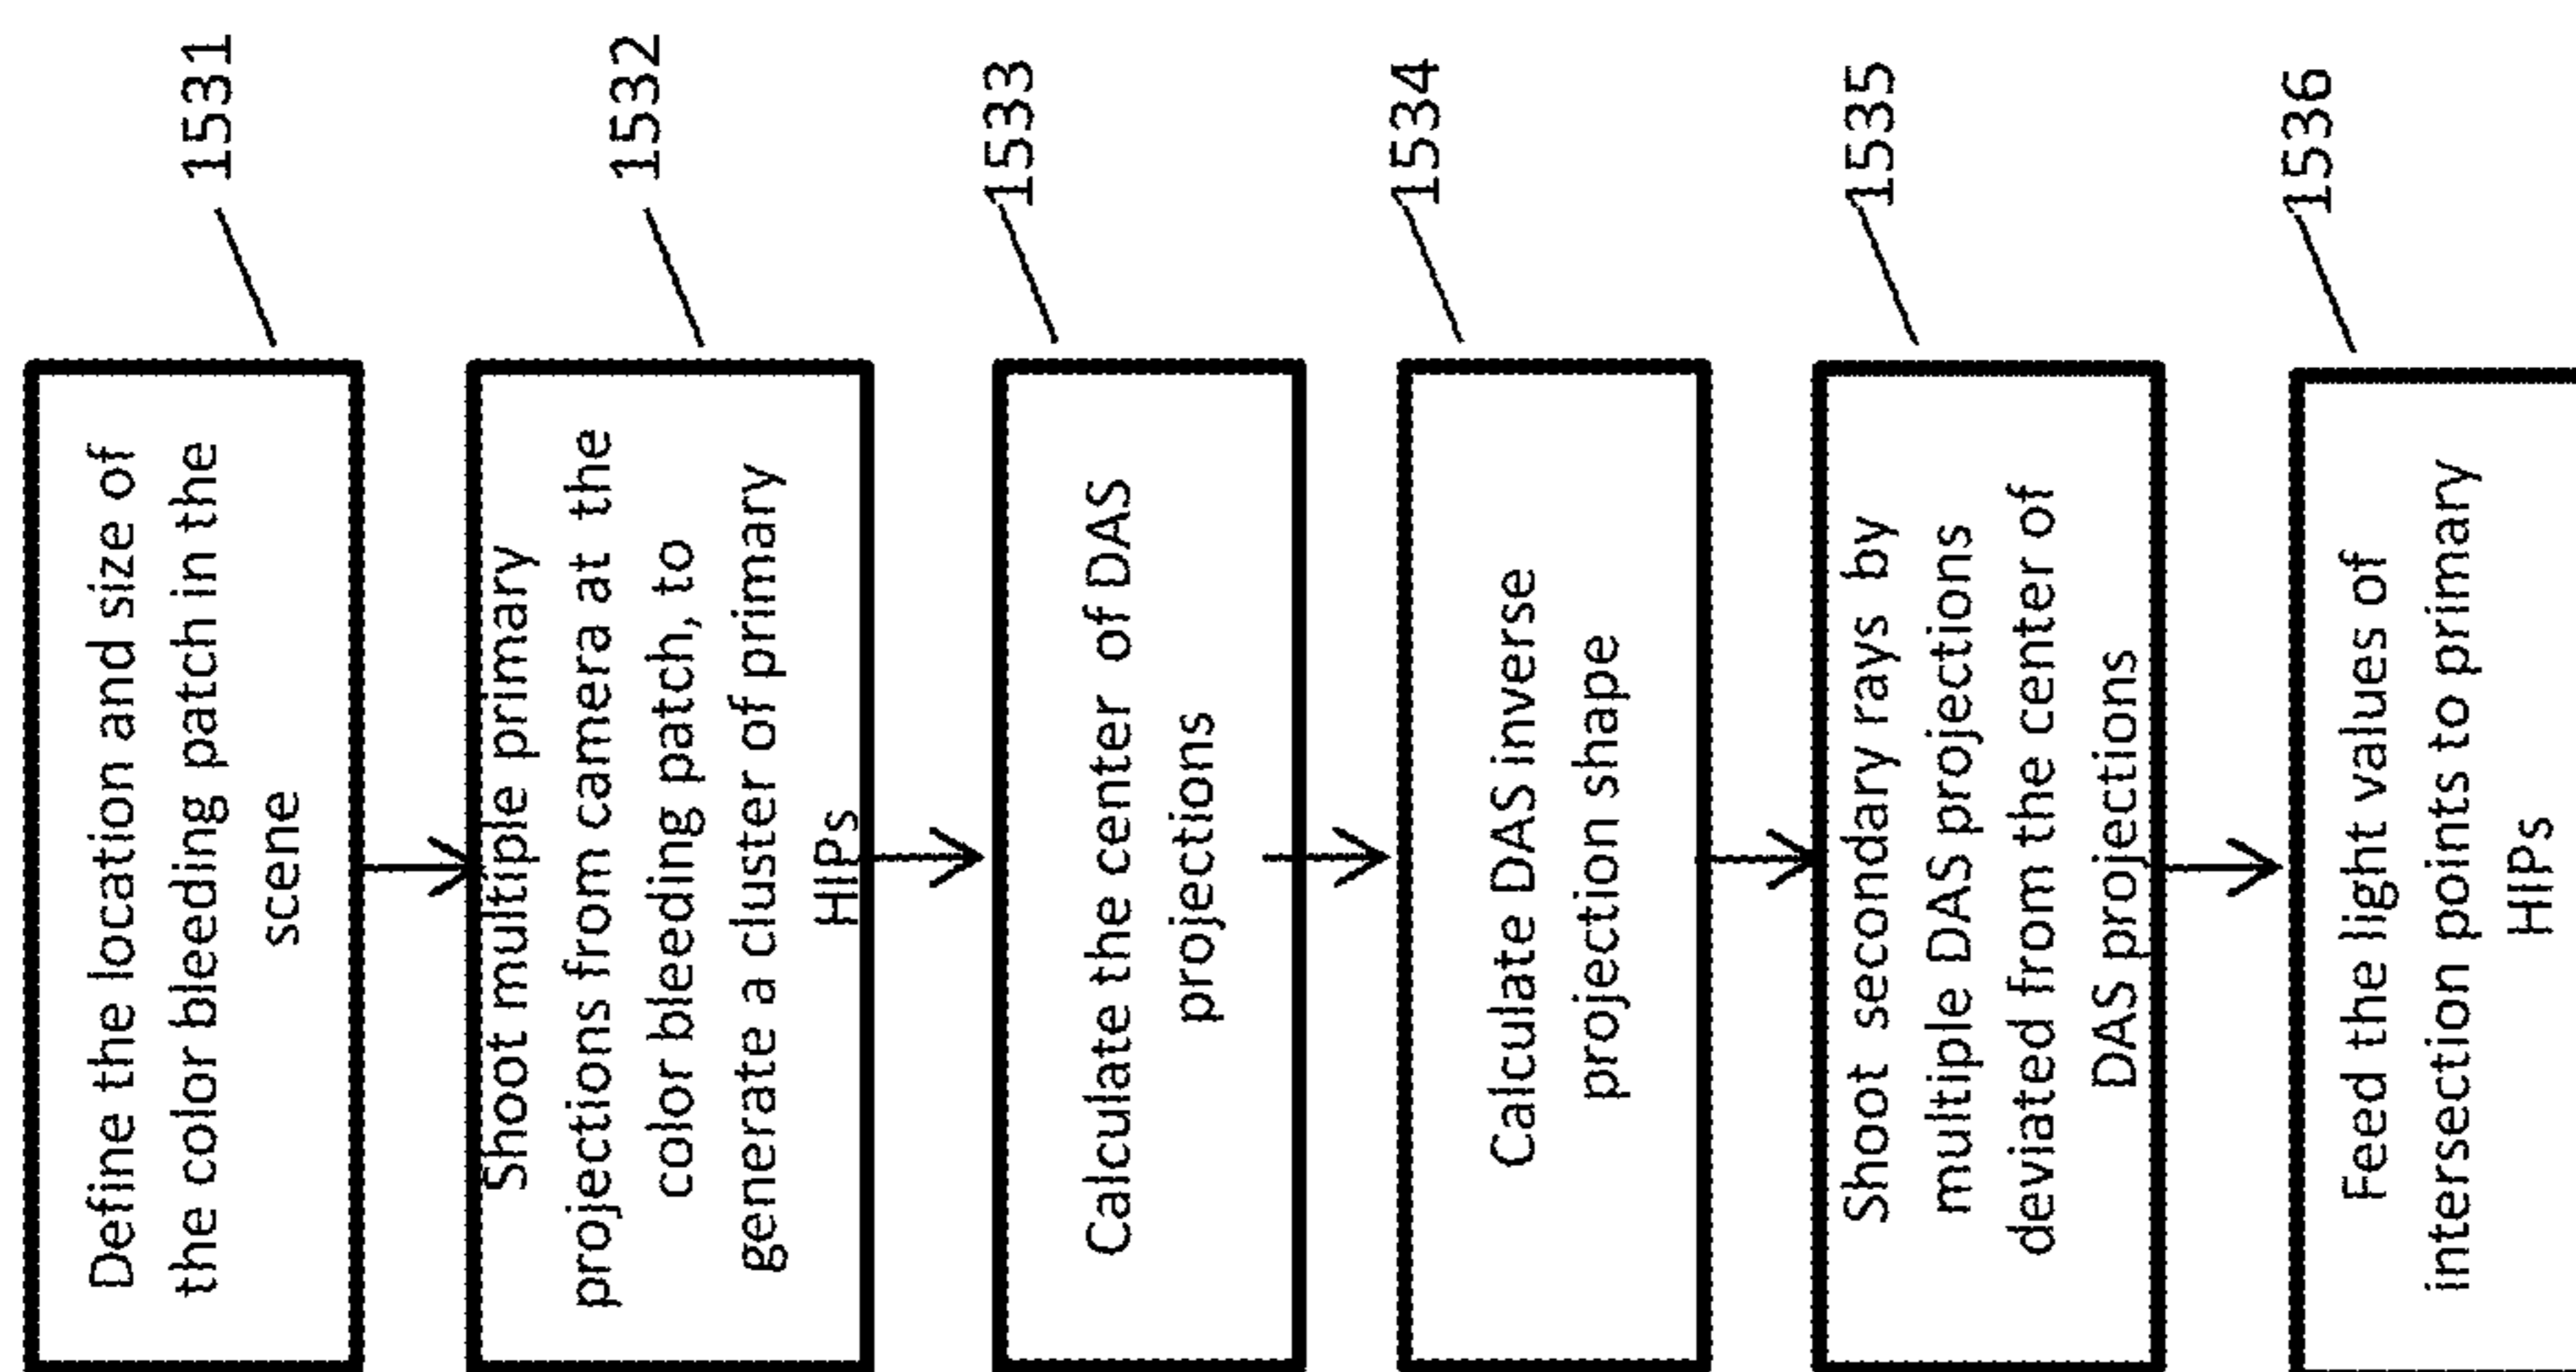 Define the location and size of
the color bleeding patch in the
scene
1531
Shoot multiple primary
projections from camera at the
color bleeding patch, to
generate a cluster of primary
HIPs
1532
Calculate the center of DAS
projections
1533
Calculate DAS inverse
projection shape
1534
Shoot secondary rays by
multiple DAS projections
deviated from the center of
DAS projections
1535
Feed the light values of
intersection points to primary
HIPs
1536